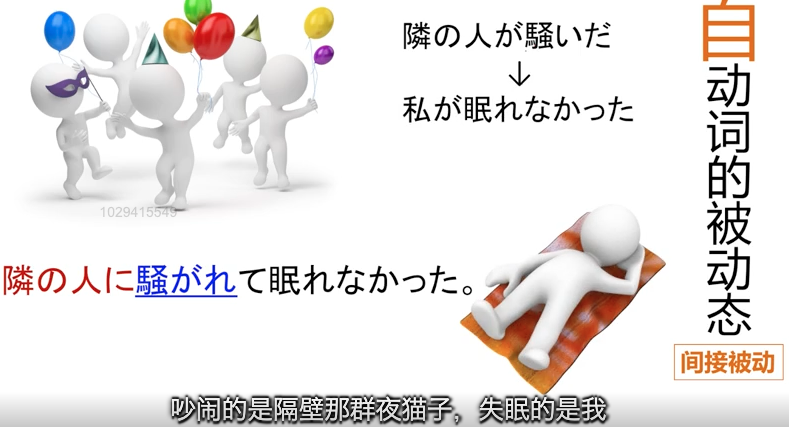 隣の人が騒いだ
↓
私が眠れなかった
自动词的被动态
间接被动
1029415549
隣の人に騒がれて眠れなかった。
吵闹的是隔壁那群夜猫子，失眠的是我